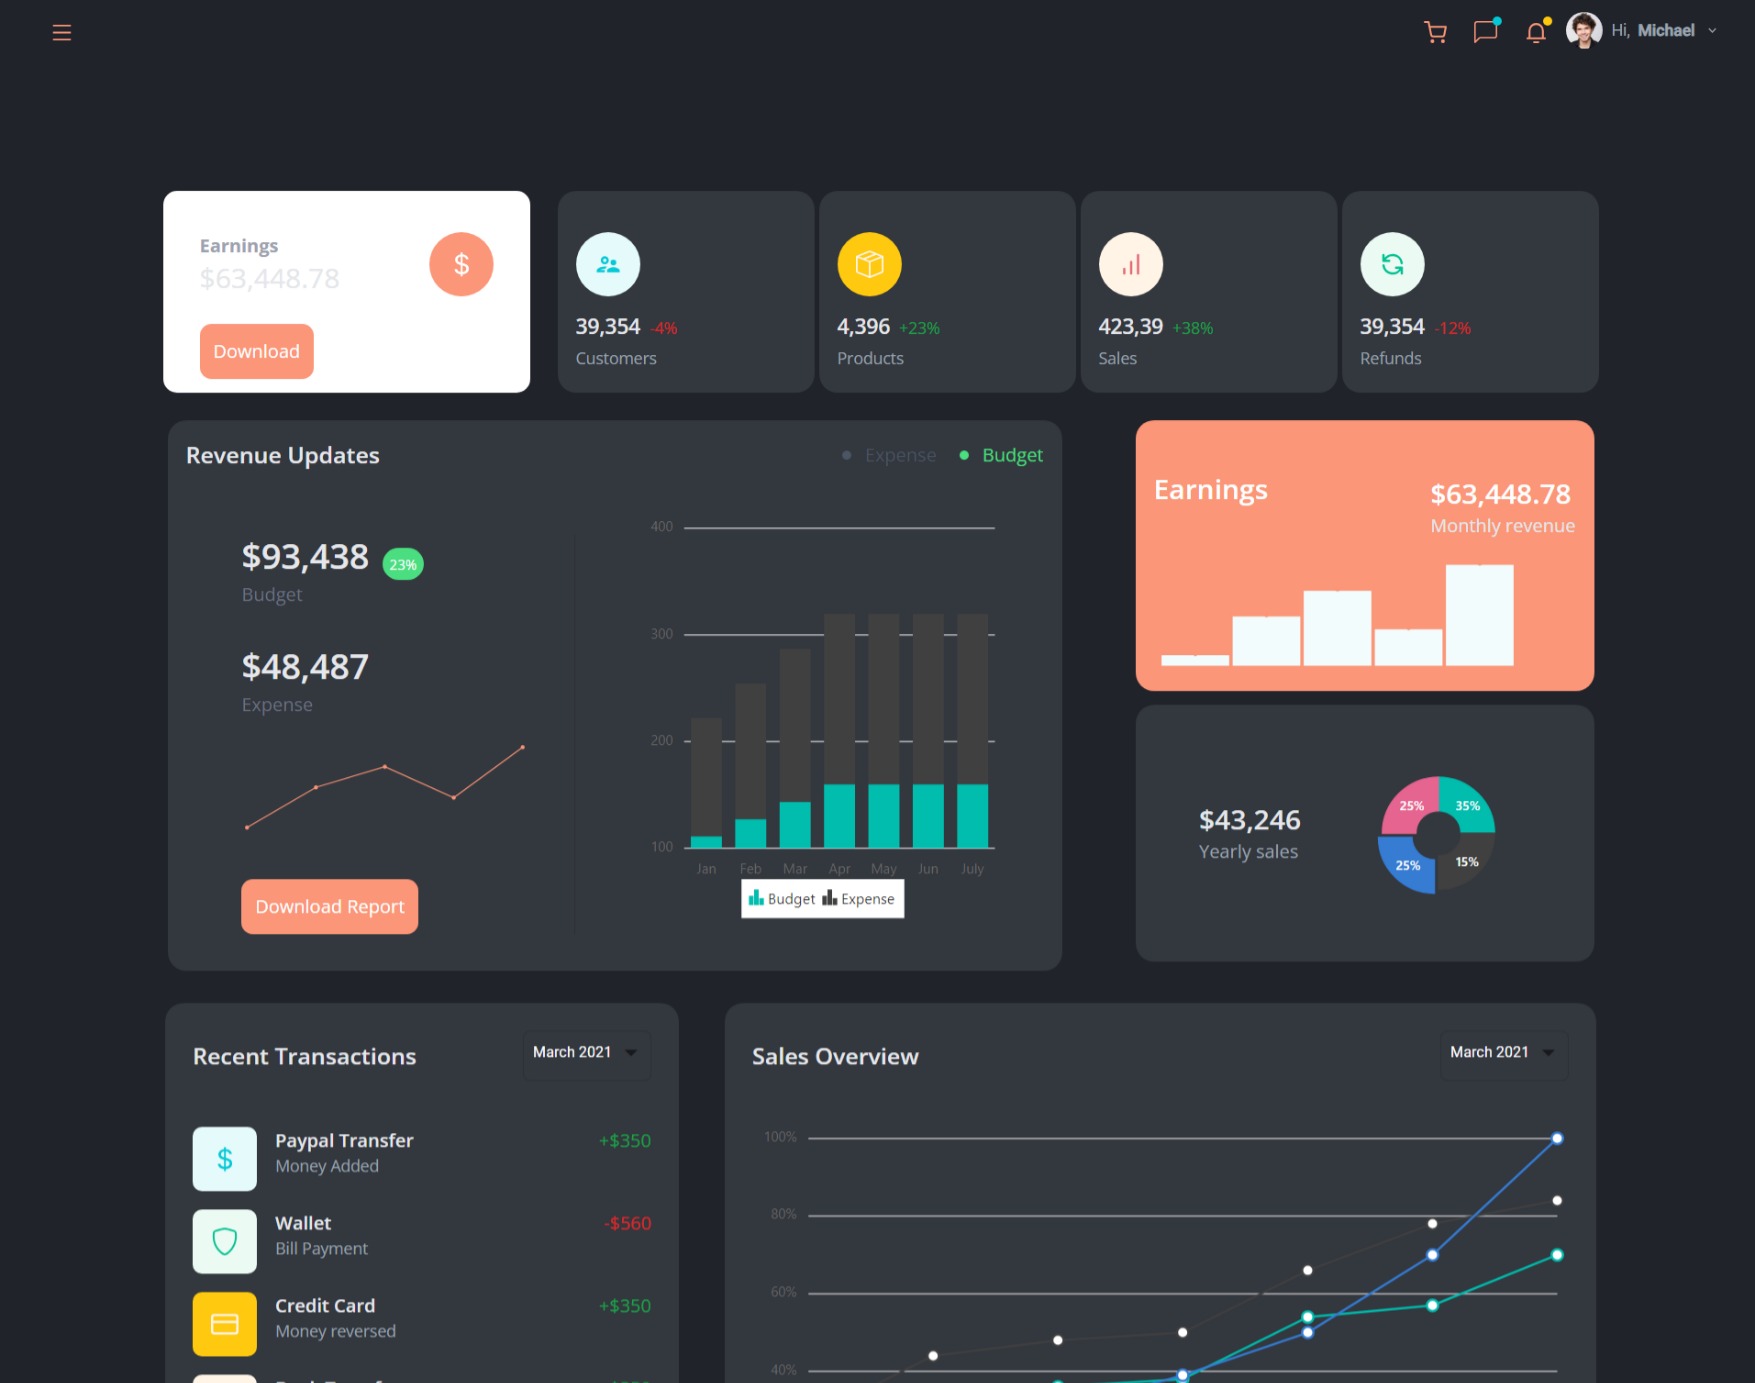 Hi, Michael
Earnings
$63,448.78
$
Download
39,354 -4%
Customers
4,396 +23%
Products
423,39 +38%
Sales
39,354 -12%
Refunds
Revenue Updates
Expense
Budget
$93,438 23%
Budget
$48,487
Expense
Download Report
400
300
200
100
Jan Feb Mar Apr May Jun July
Budget Expense
Earnings
$63,448.78
Monthly revenue
$43,246
Yearly sales
25% 35%
25% 15%
Recent Transactions
March 2021
$
Paypal Transfer +$350
Money Added
Wallet -$560
Bill Payment
Credit Card +$350
Money reversed
Sales Overview
March 2021
100%
80%
60%
40%